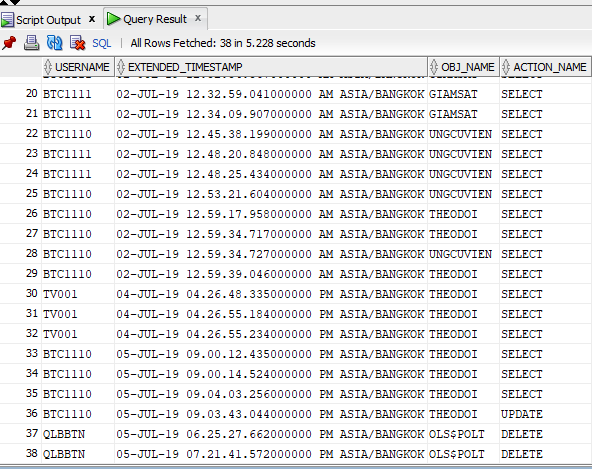 Script Output x Query Result x
SQL | All Rows Fetched: 38 in 5.228 seconds
USERNAME EXTENDED_TIMESTAMP OBJ_NAME ACTION_NAME
20 BTC1111 02-JUL-19 12.32.59.041000000 AM ASIA/BANGKOK GIAMSAT SELECT
21 BTC1111 02-JUL-19 12.34.09.907000000 AM ASIA/BANGKOK GIAMSAT SELECT
22 BTC1110 02-JUL-19 12.45.38.199000000 AM ASIA/BANGKOK UNGCUVIEN SELECT
23 BTC1111 02-JUL-19 12.48.20.848000000 AM ASIA/BANGKOK UNGCUVIEN SELECT
24 BTC1111 02-JUL-19 12.48.25.434000000 AM ASIA/BANGKOK UNGCUVIEN SELECT
25 BTC1110 02-JUL-19 12.53.21.604000000 AM ASIA/BANGKOK UNGCUVIEN SELECT
26 BTC1110 02-JUL-19 12.59.17.958000000 AM ASIA/BANGKOK THEODOI SELECT
27 BTC1110 02-JUL-19 12.59.34.717000000 AM ASIA/BANGKOK THEODOI SELECT
28 BTC1110 02-JUL-19 12.59.34.727000000 AM ASIA/BANGKOK UNGCUVIEN SELECT
29 BTC1110 02-JUL-19 12.59.39.046000000 AM ASIA/BANGKOK THEODOI SELECT
30 TV001 04-JUL-19 04.26.48.335000000 PM ASIA/BANGKOK THEODOI SELECT
31 TV001 04-JUL-19 04.26.55.184000000 PM ASIA/BANGKOK THEODOI SELECT
32 TV001 04-JUL-19 04.26.55.234000000 PM ASIA/BANGKOK THEODOI SELECT
33 BTC1110 05-JUL-19 09.00.12.435000000 PM ASIA/BANGKOK THEODOI SELECT
34 BTC1110 05-JUL-19 09.00.14.524000000 PM ASIA/BANGKOK THEODOI SELECT
35 BTC1110 05-JUL-19 09.04.03.256000000 PM ASIA/BANGKOK THEODOI SELECT
36 BTC1110 05-JUL-19 09.03.43.044000000 PM ASIA/BANGKOK THEODOI UPDATE
37 QLBBTN 05-JUL-19 06.25.27.662000000 PM ASIA/BANGKOK OLS$POLT DELETE
38 QLBBTN 05-JUL-19 07.21.41.572000000 PM ASIA/BANGKOK OLS$POLT DELETE